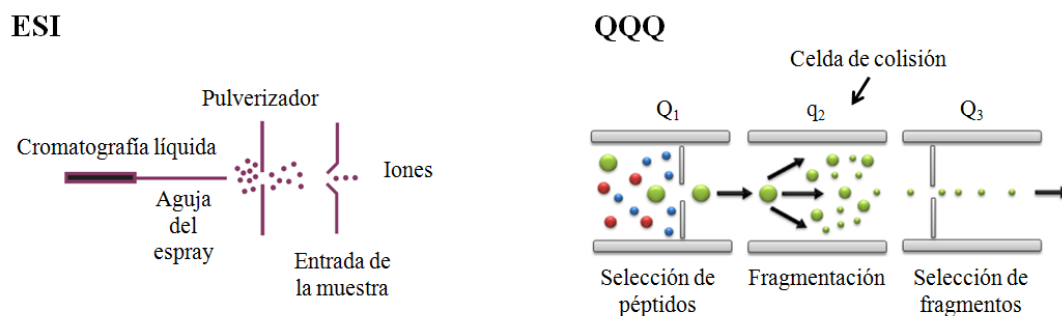 ESI
Pulverizador
Cromatografía líquida
Aguja
del
espray
Iones
Entrada de
la muestra
QQQ
Celda de colisión
Q₁
q₂
Q₃
Selección de
péptidos
Fragmentación
Selección de
fragmentos